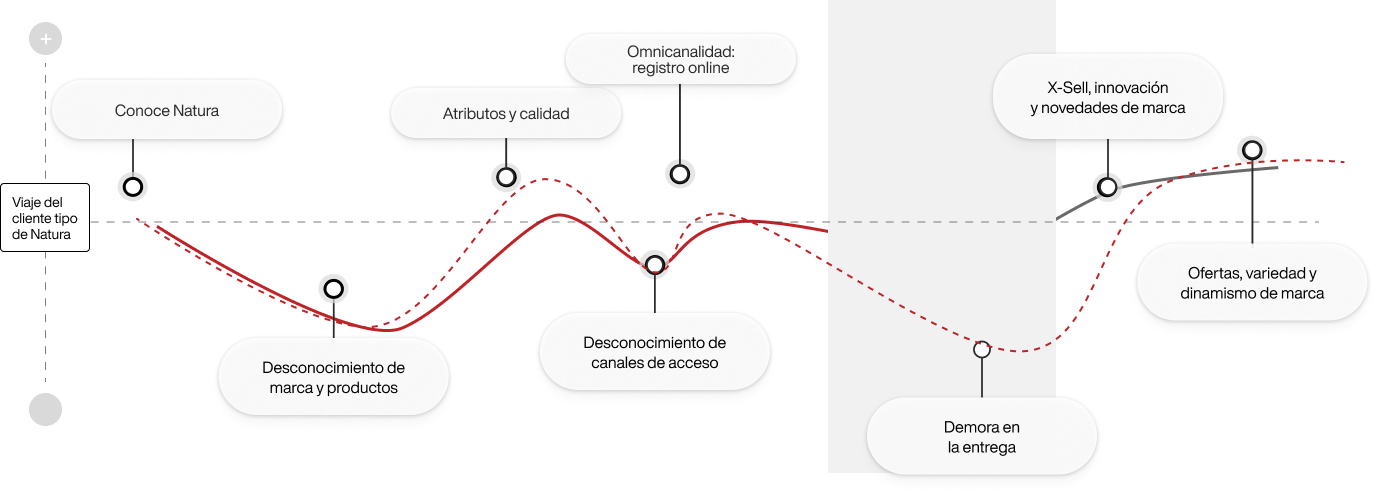 +
Conoce Natura
Atributos y calidad
Omnicanalidad:
registro online
X-Sell, innovación
y novedades de marca
Viaje del
cliente tipo
de Natura
Desconocimiento de
marca y productos
Desconocimiento de
canales de acceso
Demora en
la entrega
Ofertas, variedad y
dinamismo de marca